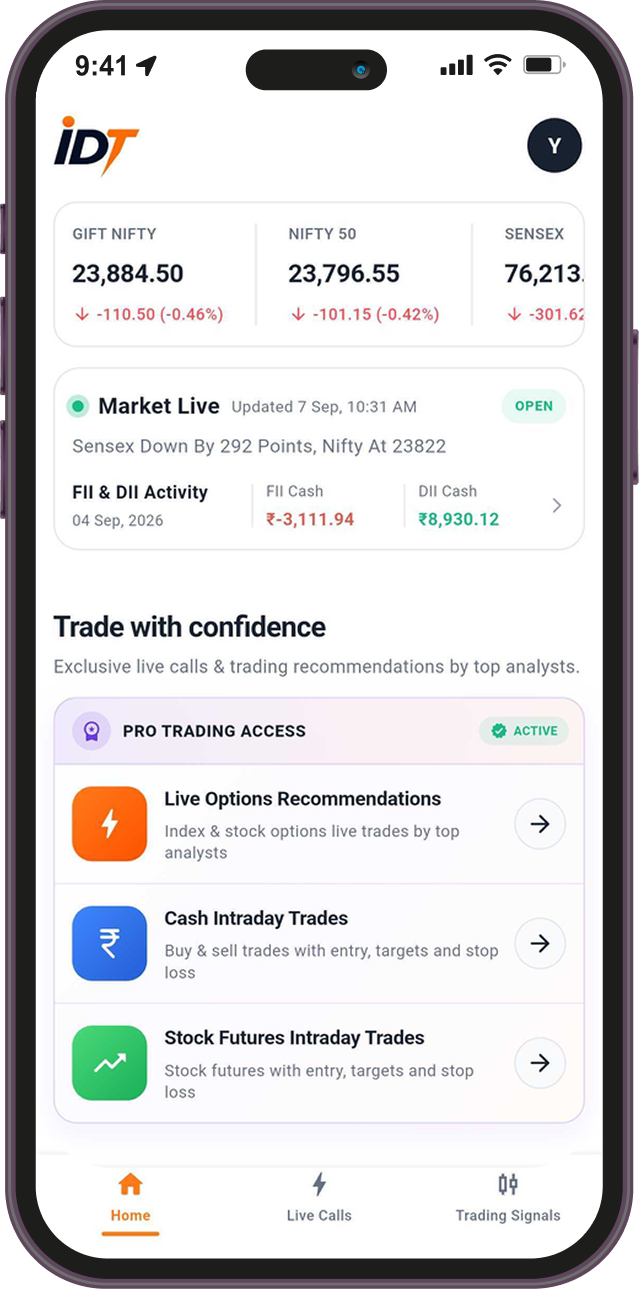 9:41
iDT
Y
GIFT NIFTY
23,884.50
-110.50 (-0.46%)
NIFTY 50
23,796.55
-101.15 (-0.42%)
SENSEX
76,213.
-301.62
Market Live Updated 7 Sep, 10:31 AM
OPEN
Sensex Down By 292 Points, Nifty At 23822
FII & DII Activity
04 Sep, 2026
FII Cash
₹-3,111.94
DII Cash
₹8,930.12
Trade with confidence
Exclusive live calls & trading recommendations by top analysts.
PRO TRADING ACCESS
ACTIVE
Live Options Recommendations
Index & stock options live trades by top
analysts
₹
Cash Intraday Trades
Buy & sell trades with entry, targets and stop
loss
Stock Futures Intraday Trades
Stock futures with entry, targets and stop
loss
Home
Live Calls
Trading Signals